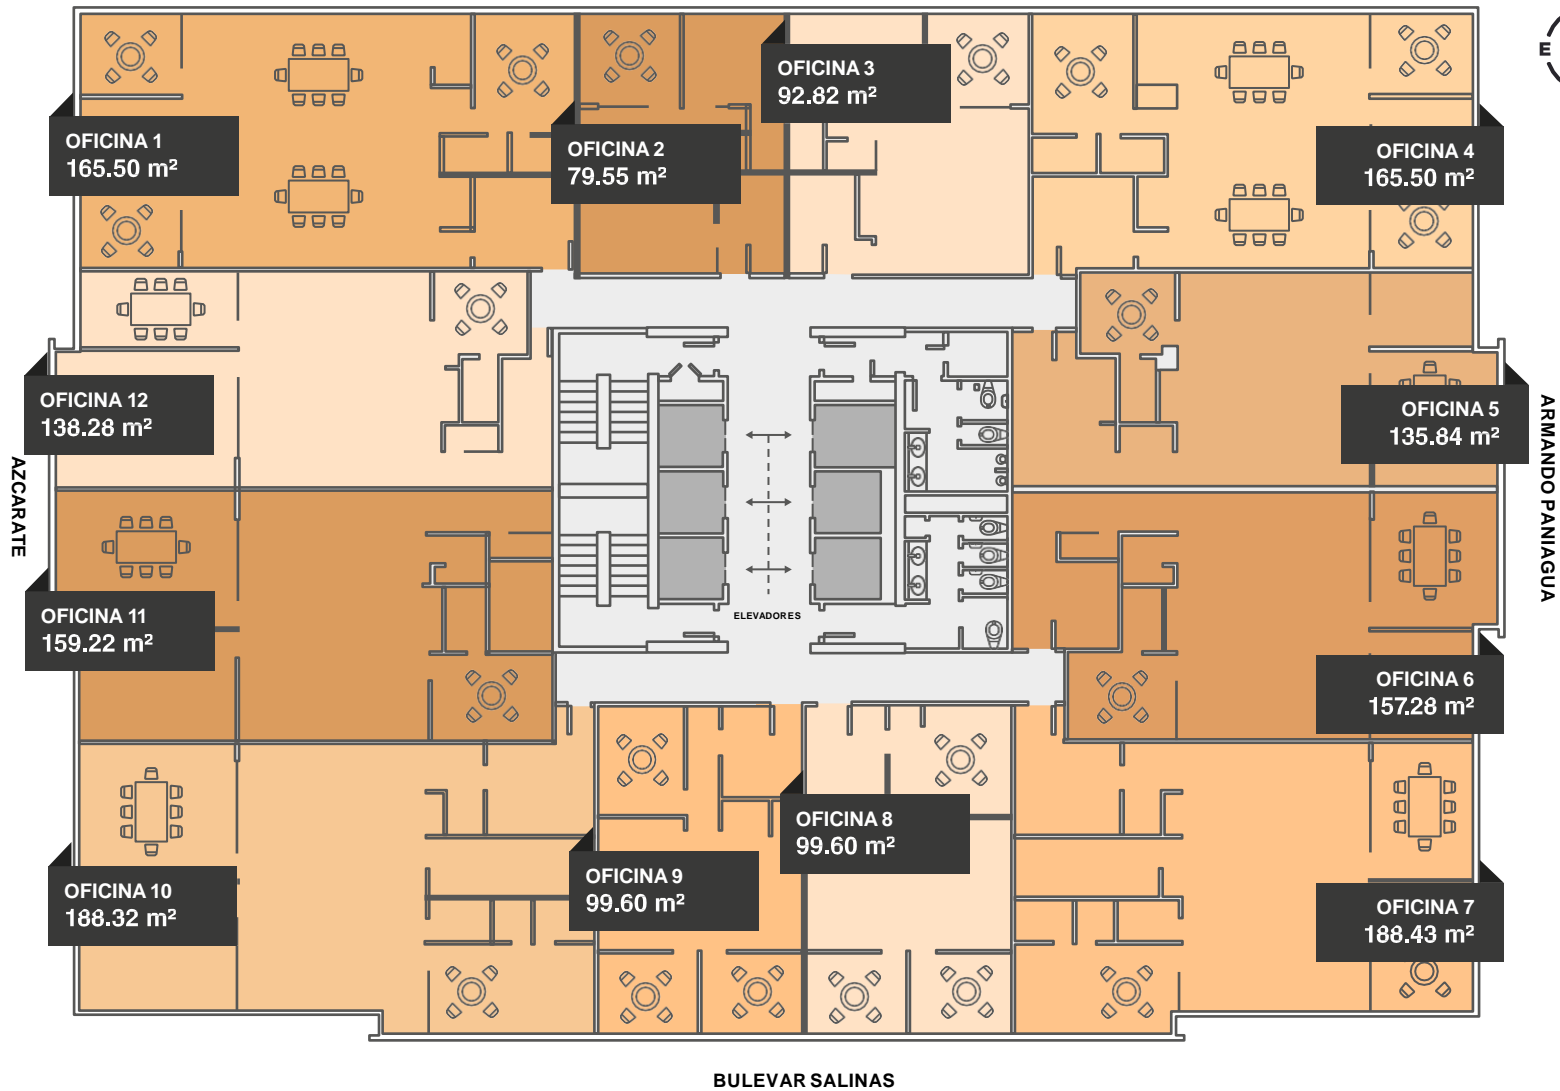 OFICINA 1
165.50 m²
OFICINA 2
79.55 m²
OFICINA 3
92.82 m²
OFICINA 4
165.50 m²
E
OFICINA 12
138.28 m²
OFICINA 5
135.84 m²
AZCARATE
ARMANDO PANIAGUA
OFICINA 11
159.22 m²
ELEVADORES
OFICINA 6
157.28 m²
OFICINA 10
188.32 m²
OFICINA 9
99.60 m²
OFICINA 8
99.60 m²
OFICINA 7
188.43 m²
BULEVAR SALINAS